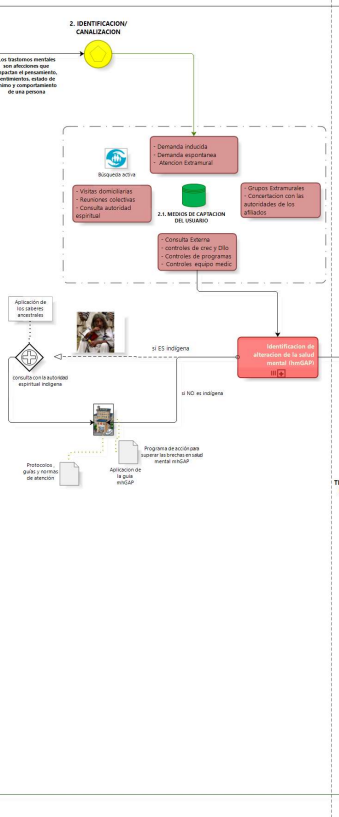 2. IDENTIFICACION/
CANALIZACION
Los trastornos mentales
son afecciones que
impactan el pensamiento,
sentimientos, estado de
ánimo y comportamiento
de una persona
- Demanda inducida
- Demanda espontanea
- Atencion Extramural
Búsqueda activa
- Visitas domiciliarias
- Reuniones colectivas
- Consulta autoridad
espiritual
2.1. MEDIOS DE CAPTACION
DEL USUARIO
- Grupos Extramurales
- Concertacion con las
autoridades de los
afiliados
- Consulta Externa
- controles de crec y Dllo
- Controles de programas
- Controles equipo medic
Aplicación de
los saberes
ancestrales
si ES indígena
Identificacion de
alteracion de la salud
mental (hmGAP)
consulta con la autoridad
espiritual indigena
si NO es indígena
Programa de acción para
superar las brechas en salud
mental mhGAP
Protocolos,
guías y normas
de atención
Aplicacion de
la guia
mhGAP